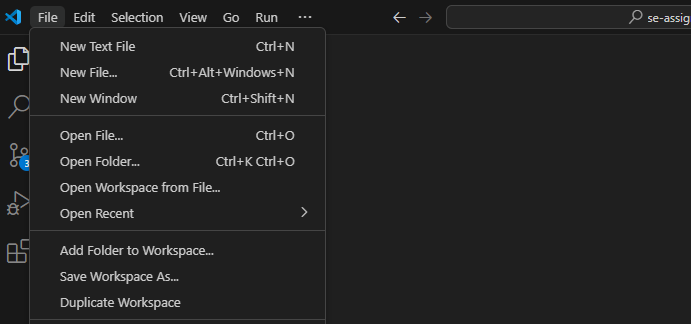 File Edit Selection View Go Run ···
se-assig
New Text File Ctrl+N
New File... Ctrl+Alt+Windows+N
New Window Ctrl+Shift+N
Open File... Ctrl+O
Open Folder... Ctrl+K Ctrl+O
3
Open Workspace from File...
Open Recent
Add Folder to Workspace...
Save Workspace As...
Duplicate Workspace